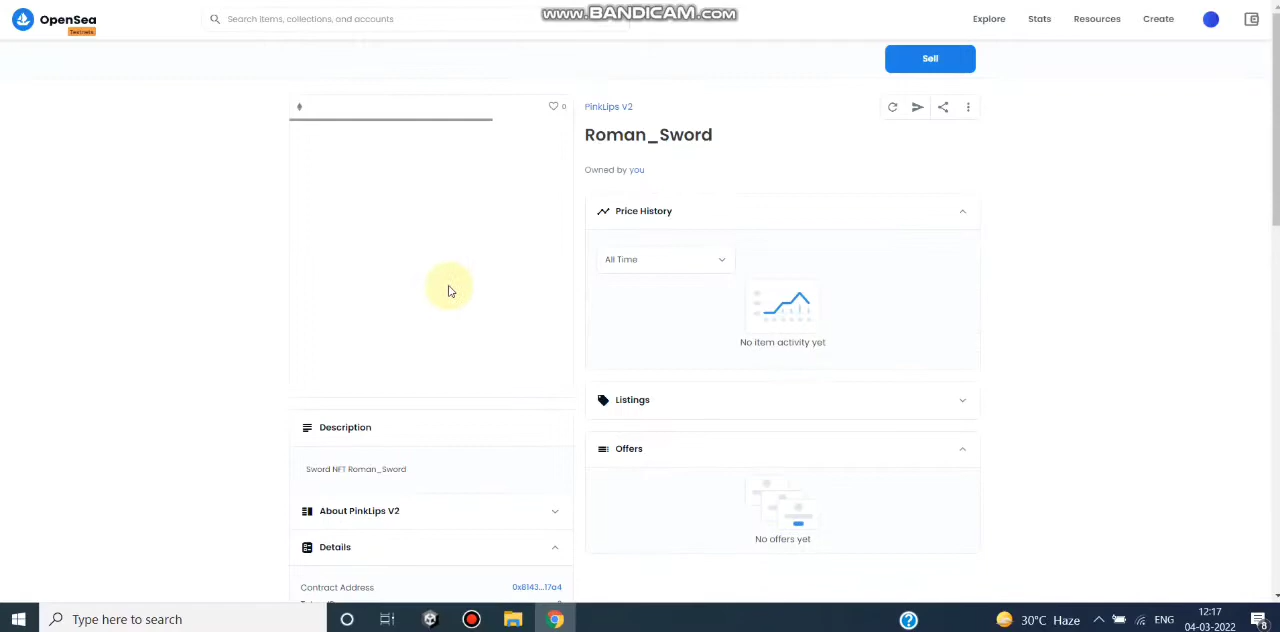 www.BANDICAM.com
OpenSea
Testnets
Search items, collections, and accounts
Explore
Stats
Resources
Create
Sell
0
PinkLips V2
Roman_Sword
Owned by you
Price History
All Time
No item activity yet
Listings
Offers
No offers yet
Description
Sword NFT Roman_Sword
About PinkLips V2
Details
Contract Address
0x8143...17a4
Type here to search
30°C Haze
ENG
12:17
04-03-2022
8